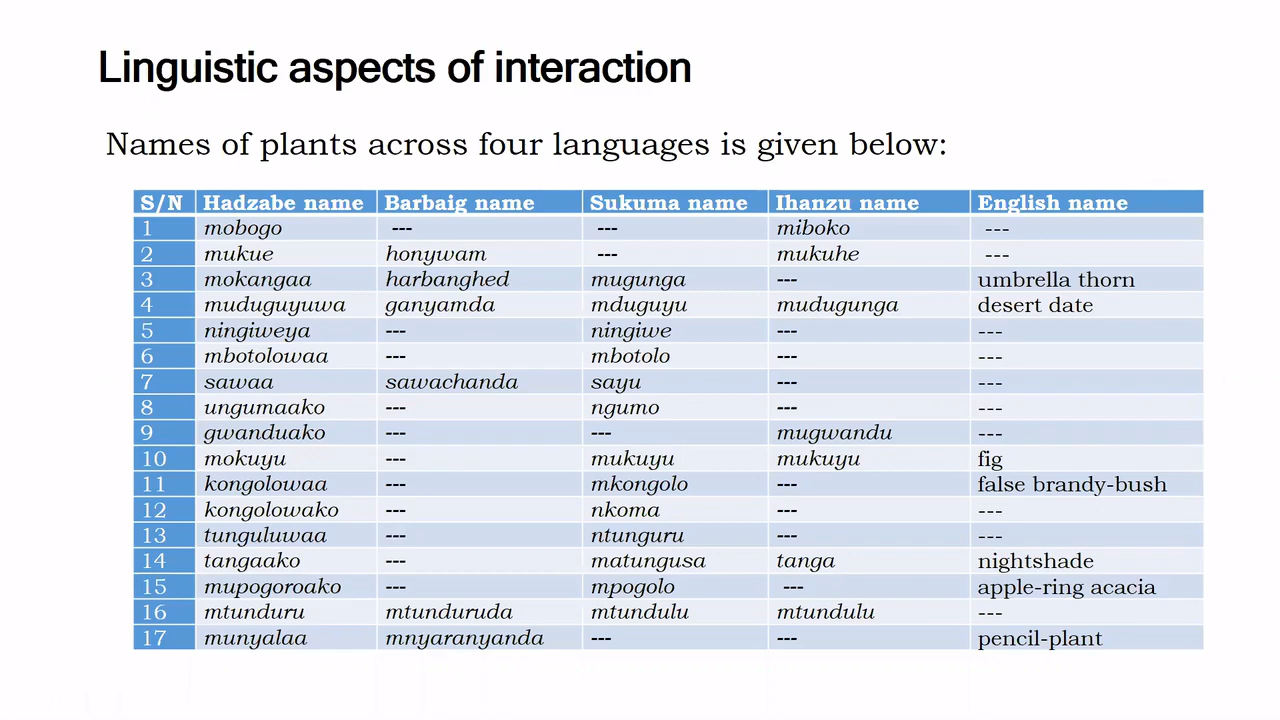 Linguistic aspects of interaction
Names of plants across four languages is given below:
S/N Hadzabe name Barbaig name Sukuma name Ihanzu name English name
1 mobogo --- --- miboko ---
2 mukue honywam --- mukuhe ---
3 mokangaa harbanghed mugunga --- umbrella thorn
4 muduguyuwa ganyamda mduguyu mudugunga desert date
5 ningiweya --- ningiwe --- ---
6 mbotolowaa --- mbotolo --- ---
7 sawaa sawachanda sayu --- ---
8 ungumaako --- ngumo --- ---
9 gwanduako --- --- mugwandu ---
10 mokuyu --- mukuyu mukuyu fig
11 kongolowaa --- mkongolo --- false brandy-bush
12 kongolowako --- nkoma --- ---
13 tunguluwaa --- ntunguru --- ---
14 tangaako --- matungusa tanga nightshade
15 mupogoroako --- mpogolo --- apple-ring acacia
16 mtunduru mtunduruda mtundulu mtundulu ---
17 munyalaa mnyaranyanda --- --- pencil-plant